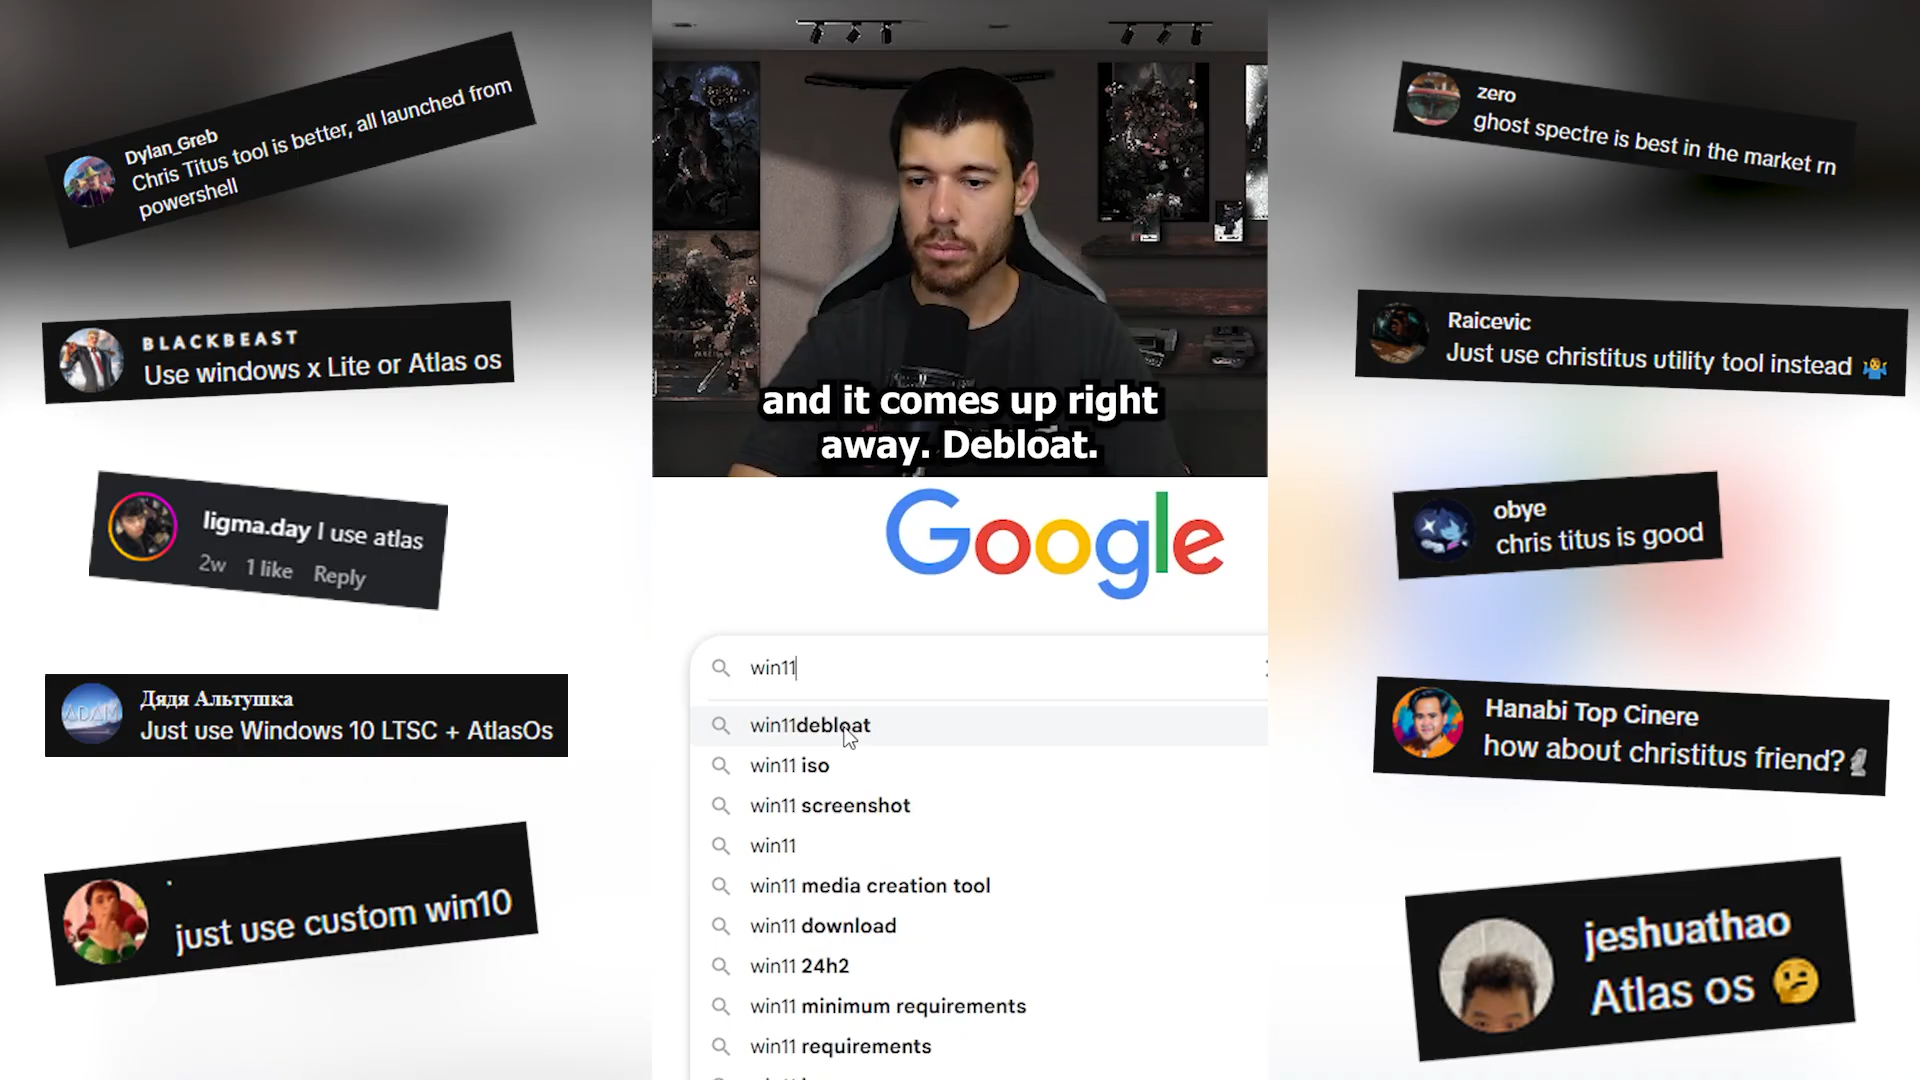 Dylan_Greb
Chris Titus tool is better, all launched from
powershell
BLACKBEAST
Use windows x Lite or Atlas os
ligma.day I use atlas
2w 1 like Reply
ADAM
Дядя Альтушка
Just use Windows 10 LTSC + AtlasOs
.
just use custom win10
and it comes up right
away. Debloat.
Google
win11
win11debloat
win11 iso
win11 screenshot
win11
win11 media creation tool
win11 download
win11 24h2
win11 minimum requirements
win11 requirements
zero
ghost spectre is best in the market rn
Raicevic
Just use christitus utility tool instead 🤷‍♂️
obye
chris titus is good
Hanabi Top Cinere
how about christitus friend?🗿
jeshuathao
Atlas os 🤔